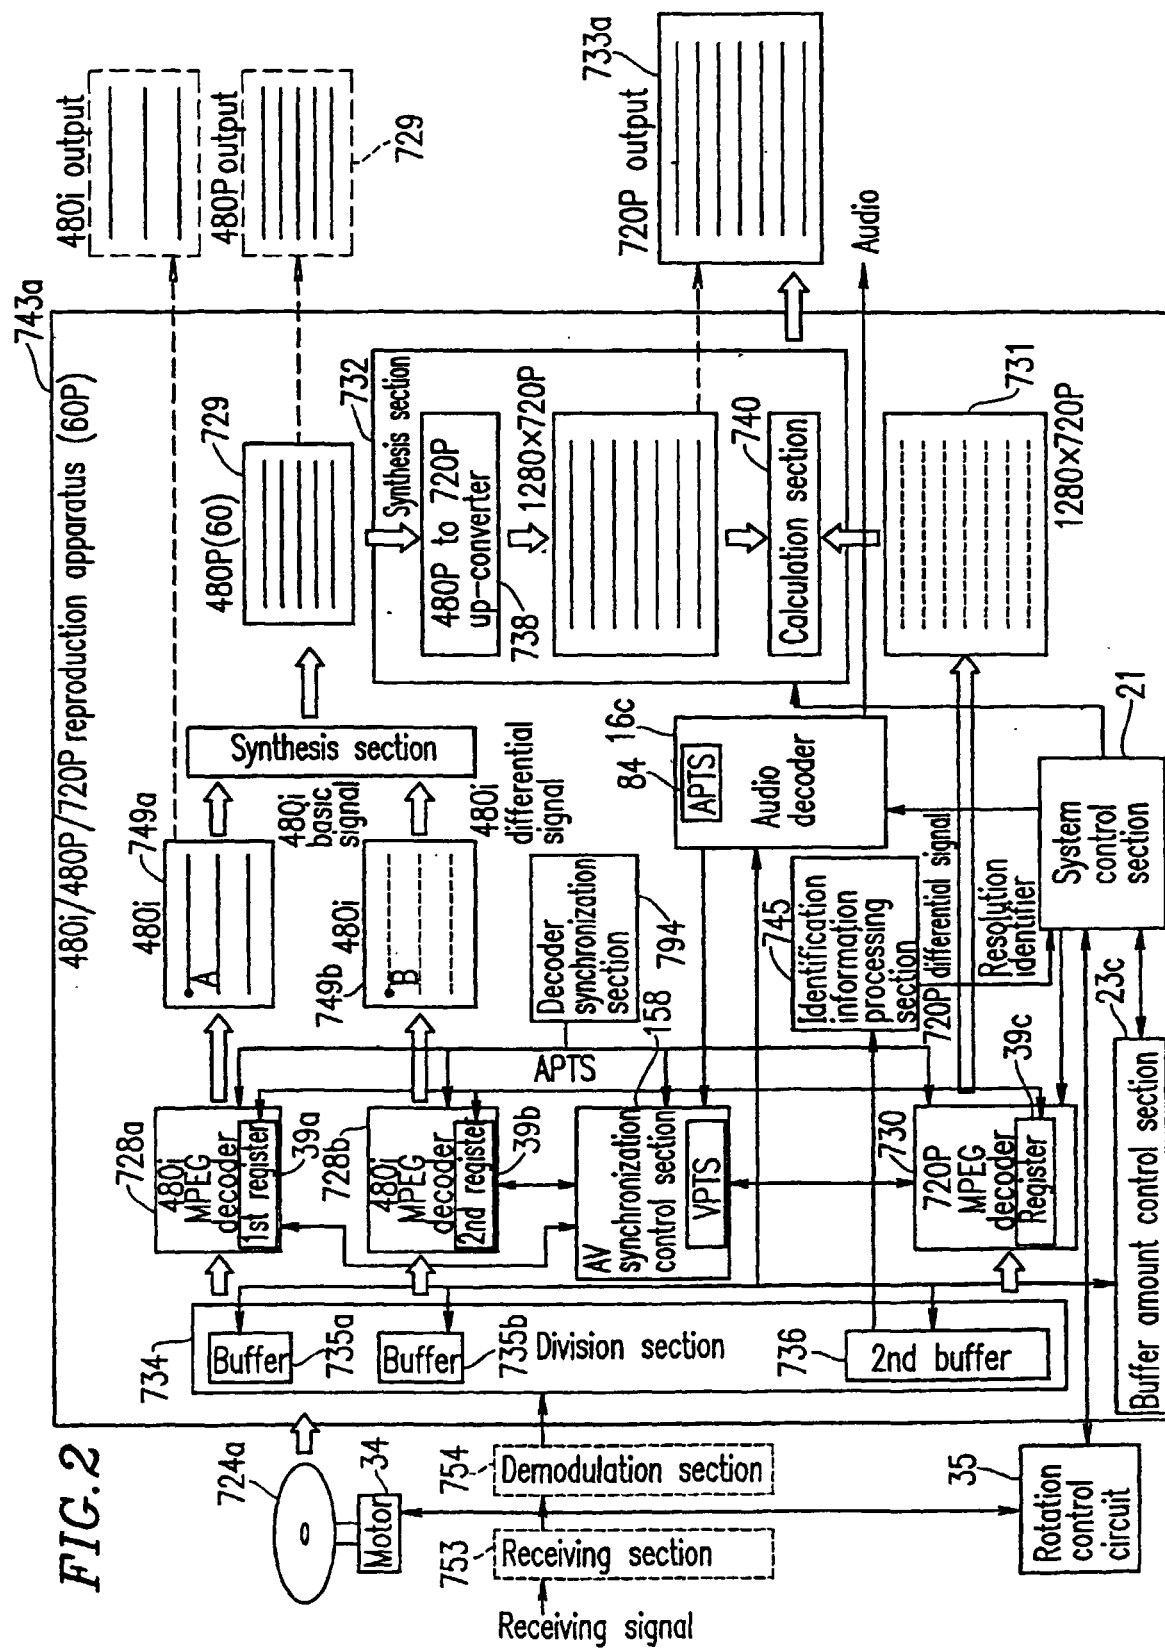 FIG.2
743a
480i/480P/720P reproduction apparatus (60P)
480i output
480P output
729
733a
720P output
Audio
724a
Motor
34
753
Receiving section
Receiving signal
754
Demodulation section
35
Rotation
control
circuit
734
Buffer
735a
Buffer
735b
Division section
736
2nd buffer
728a
480i
MPEG
decoder
1st register
39a
728b
480i
MPEG
decoder
2nd register
39b
AV
synchronization
control section
VPTS
158
APTS
730
720P
MPEG
decoder
Register
39c
Buffer amount control section
23c
749a
480i
A
749b
480i
B
480i
basic
signal
480i
differential
signal
Decoder
synchronization
section
794
745
Identification
information
processing
section
720P differential signal
Resolution
identifier
Synthesis section
480P(60)
729
732
Synthesis section
480P to 720P
up-converter
738
1280×720P
740
Calculation section
731
1280×720P
84
16c
APTS
Audio
decoder
21
System
control
section